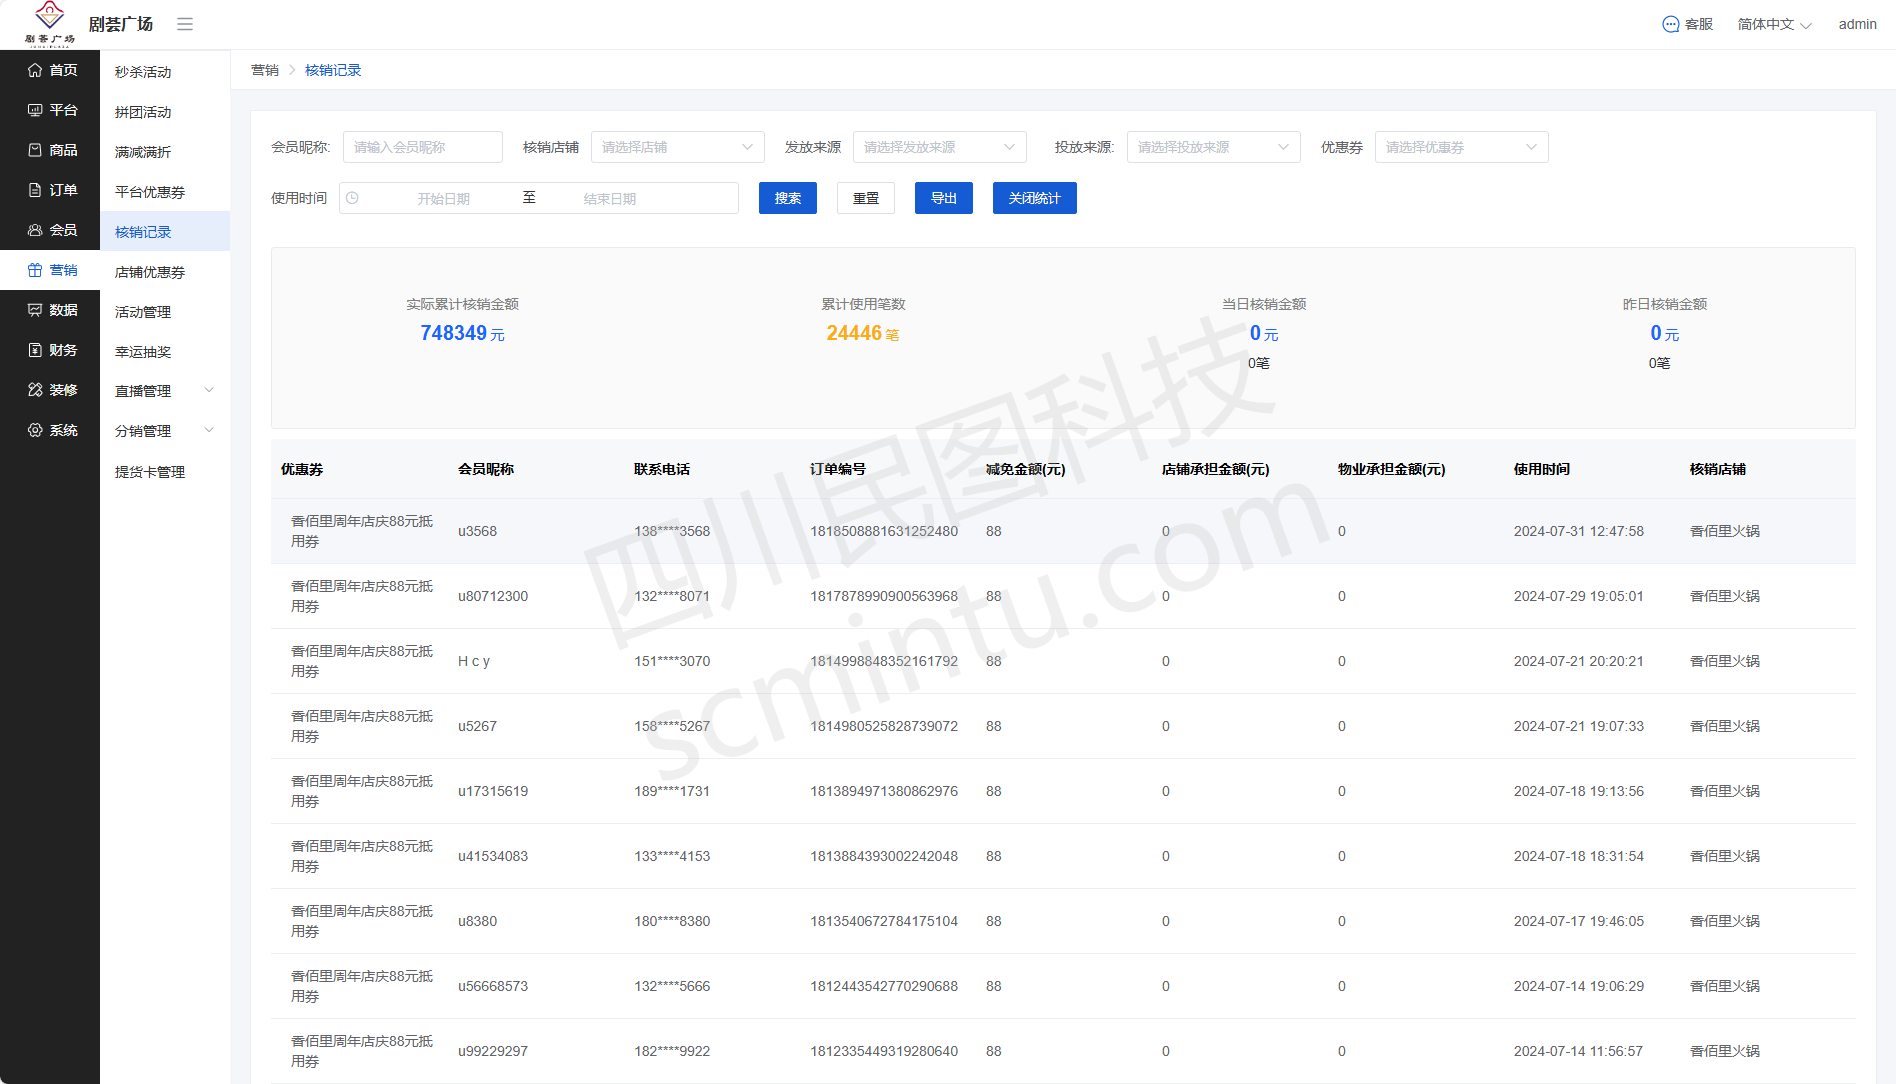 剧荟广场
剧荟广场
客服
简体中文
admin
首页
平台
商品
订单
会员
营销
数据
财务
装修
系统
秒杀活动
拼团活动
满减满折
平台优惠券
核销记录
店铺优惠券
活动管理
幸运抽奖
直播管理
分销管理
提货卡管理
营销 > 核销记录
会员昵称: 请输入会员昵称 核销店铺 请选择店铺 发放来源 请选择发放来源 投放来源: 请选择投放来源 优惠券 请选择优惠券
使用时间 开始日期 至 结束日期 搜索 重置 导出 关闭统计
实际累计核销金额 累计使用笔数 当日核销金额 昨日核销金额
748349元 24446笔 0元 0元
0笔 0笔
优惠券 会员昵称 联系电话 订单编号 减免金额(元) 店铺承担金额(元) 物业承担金额(元) 使用时间 核销店铺
香佰里周年店庆88元抵
用券
u3568 138****3568 1818508881631252480 88 0 0 2024-07-31 12:47:58 香佰里火锅
香佰里周年店庆88元抵
用券
u80712300 132****8071 1817878990900563968 88 0 0 2024-07-29 19:05:01 香佰里火锅
香佰里周年店庆88元抵
用券
H c y 151****3070 1814998848352161792 88 0 0 2024-07-21 20:20:21 香佰里火锅
香佰里周年店庆88元抵
用券
u5267 158****5267 1814980525828739072 88 0 0 2024-07-21 19:07:33 香佰里火锅
香佰里周年店庆88元抵
用券
u17315619 189****1731 1813894971380862976 88 0 0 2024-07-18 19:13:56 香佰里火锅
香佰里周年店庆88元抵
用券
u41534083 133****4153 1813884393002242048 88 0 0 2024-07-18 18:31:54 香佰里火锅
香佰里周年店庆88元抵
用券
u8380 180****8380 1813540672784175104 88 0 0 2024-07-17 19:46:05 香佰里火锅
香佰里周年店庆88元抵
用券
u56668573 132****5666 1812443542770290688 88 0 0 2024-07-14 19:06:29 香佰里火锅
香佰里周年店庆88元抵
用券
u99229297 182****9922 1812335449319280640 88 0 0 2024-07-14 11:56:57 香佰里火锅
四川民图科技
scmintu.com